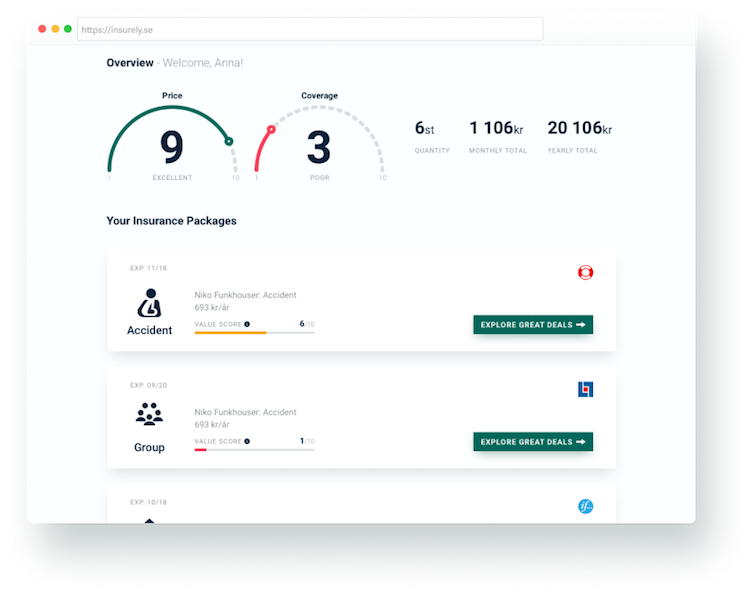 https://insurely.se
Overview - Welcome, Anna!
Price
9
EXCELLENT
1
10
Coverage
3
POOR
1
10
6st
QUANTITY
1 106kr
MONTHLY TOTAL
20 106kr
YEARLY TOTAL
Your Insurance Packages
EXP. 11/18
Accident
Niko Funkhouser: Accident
693 kr/år
VALUE SCORE 6/10
EXPLORE GREAT DEALS
EXP. 09/20
Group
Niko Funkhouser: Accident
693 kr/år
VALUE SCORE 1/10
EXPLORE GREAT DEALS
EXP. 10/18
if...